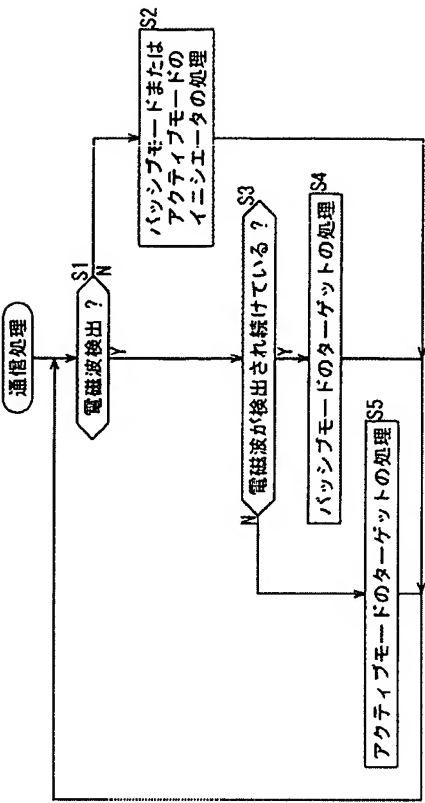 通信処理
S1
電磁波検出 ?
N
Y
S2
パッシブモードまたは
アクティブモードの
イニシエータの処理
S3
電磁波が検出され続けている ?
N
Y
S4
パッシブモードのターゲットの処理
S5
アクティブモードのターゲットの処理